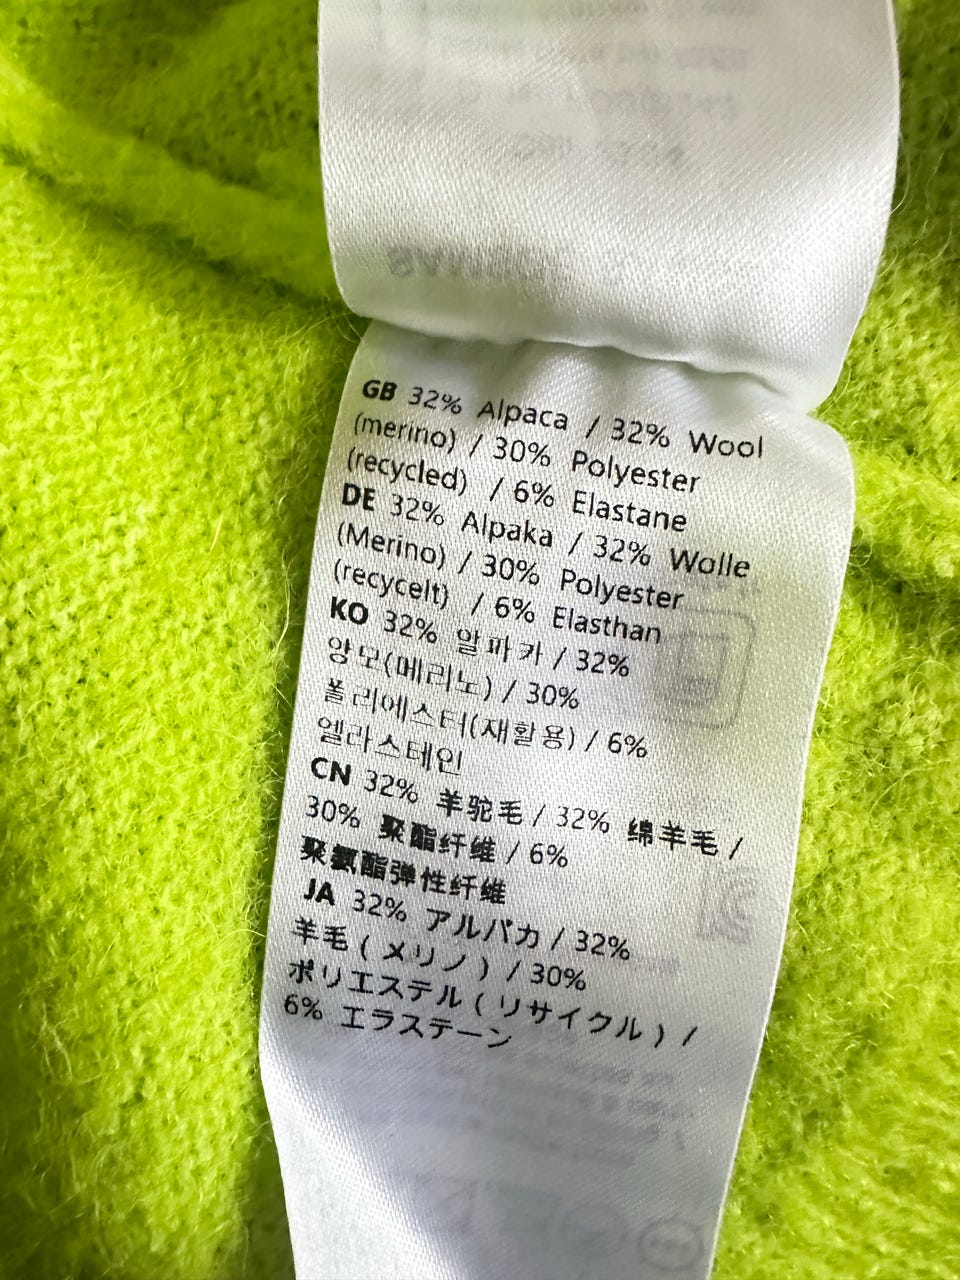 GB 32% Alpaca / 32% Wool
(merino) / 30% Polyester
(recycled) / 6% Elastane
DE 32% Alpaka / 32% Wolle
(Merino) / 30% Polyester
(recycelt) / 6% Elasthan
KO 32% 알파카 / 32%
양모(메리노) / 30%
폴리에스터(재활용) / 6%
엘라스테인
CN 32% 羊驼毛 / 32% 绵羊毛 /
30% 聚酯纤维 / 6%
聚氨酯弹性纤维
JA 32% アルパカ / 32%
羊毛 ( メリノ ) / 30%
ポリエステル ( リサイクル ) /
6% エラステーン